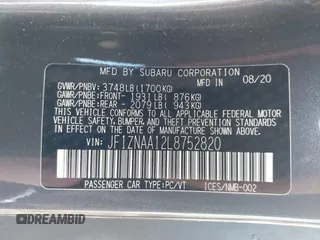 MFD. BY SUBARU CORPORATION 08/20
GVWR/PNBV: 3748LB(1700KG)
GAWR/PNBE:FRONT- 1931LB( 876KG)
GAWR/PNBE:REAR - 2079LB( 943KG)
THIS VEHICLE CONFORMS TO ALL APPLICABLE
FEDERAL MOTOR VEHICLE SAFETY, BUMPER, AND
THEFT PREVENTION STANDARDS IN EFFECT ON
THE DATE OF MANUFACTURE SHOWN ABOVE.
VIN: JF1ZNAA12L8752820
PASSENGER CAR TYPE:PC/VT ICES/NMB-002
©DREAMBID
DREAMBID.COM